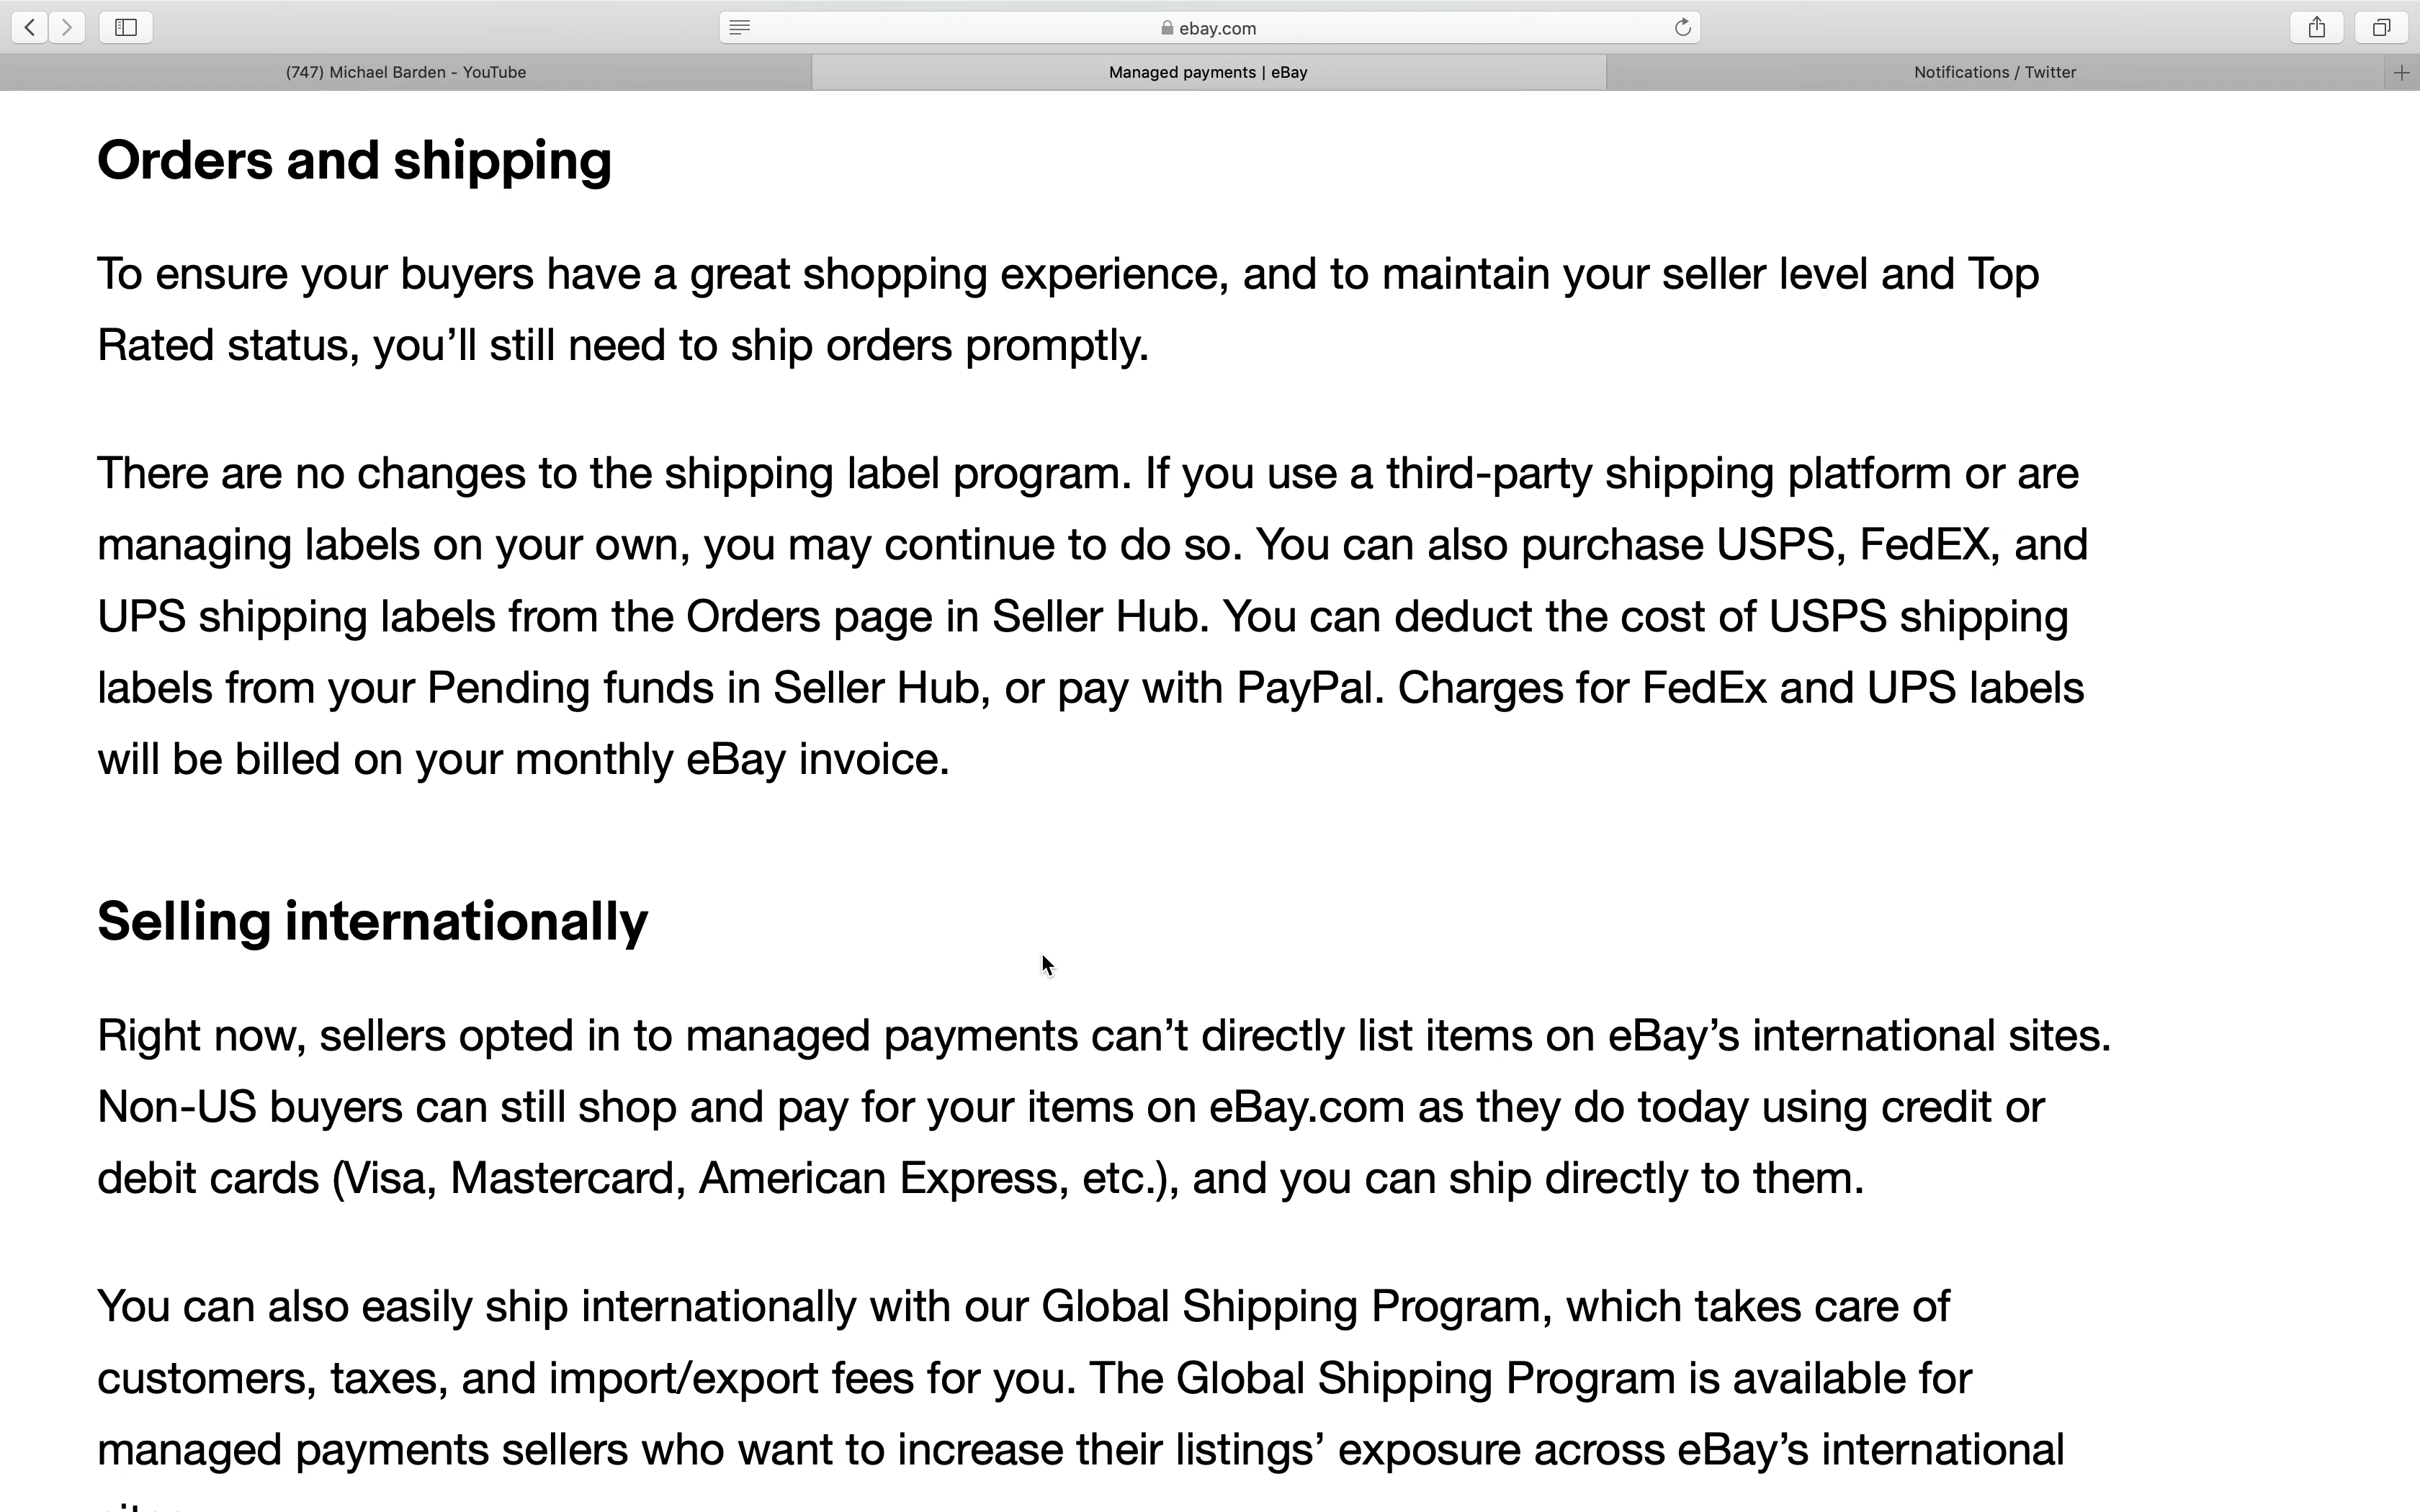 ebay.com
(747) Michael Barden - YouTube
Managed payments | eBay
Notifications / Twitter
Orders and shipping
To ensure your buyers have a great shopping experience, and to maintain your seller level and Top
Rated status, you’ll still need to ship orders promptly.
There are no changes to the shipping label program. If you use a third-party shipping platform or are
managing labels on your own, you may continue to do so. You can also purchase USPS, FedEX, and
UPS shipping labels from the Orders page in Seller Hub. You can deduct the cost of USPS shipping
labels from your Pending funds in Seller Hub, or pay with PayPal. Charges for FedEx and UPS labels
will be billed on your monthly eBay invoice.
Selling internationally
Right now, sellers opted in to managed payments can’t directly list items on eBay’s international sites.
Non-US buyers can still shop and pay for your items on eBay.com as they do today using credit or
debit cards (Visa, Mastercard, American Express, etc.), and you can ship directly to them.
You can also easily ship internationally with our Global Shipping Program, which takes care of
customers, taxes, and import/export fees for you. The Global Shipping Program is available for
managed payments sellers who want to increase their listings’ exposure across eBay’s international